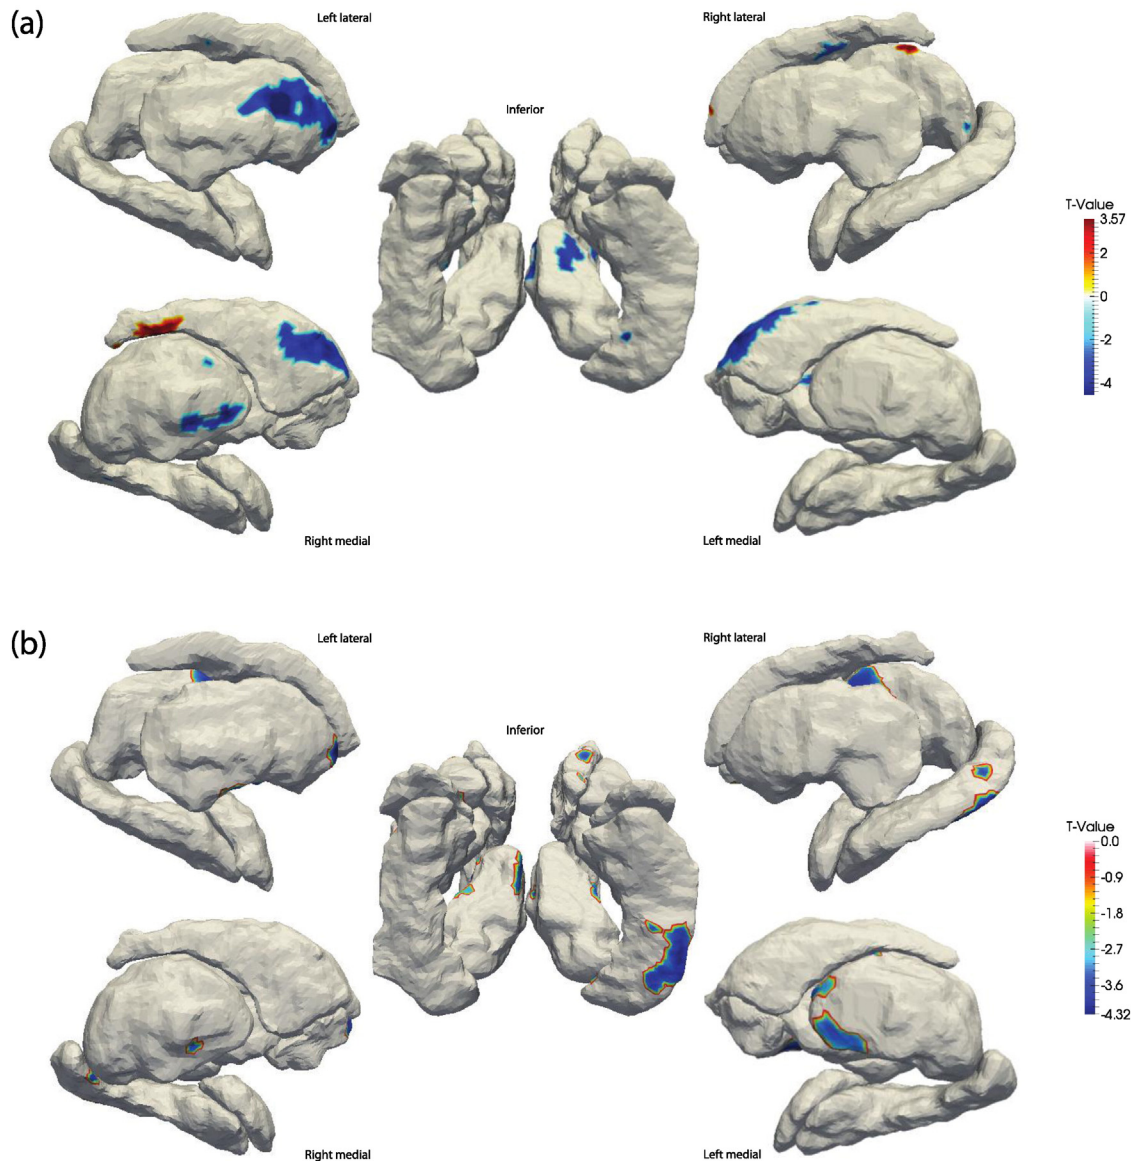 (a)
Left lateral
Right lateral
Inferior
T-Value
3.57
2
0
-2
-4
Right medial
Left medial
(b)
Left lateral
Right lateral
Inferior
T-Value
0.0
-0.9
-1.8
-2.7
-3.6
-4.32
Right medial
Left medial